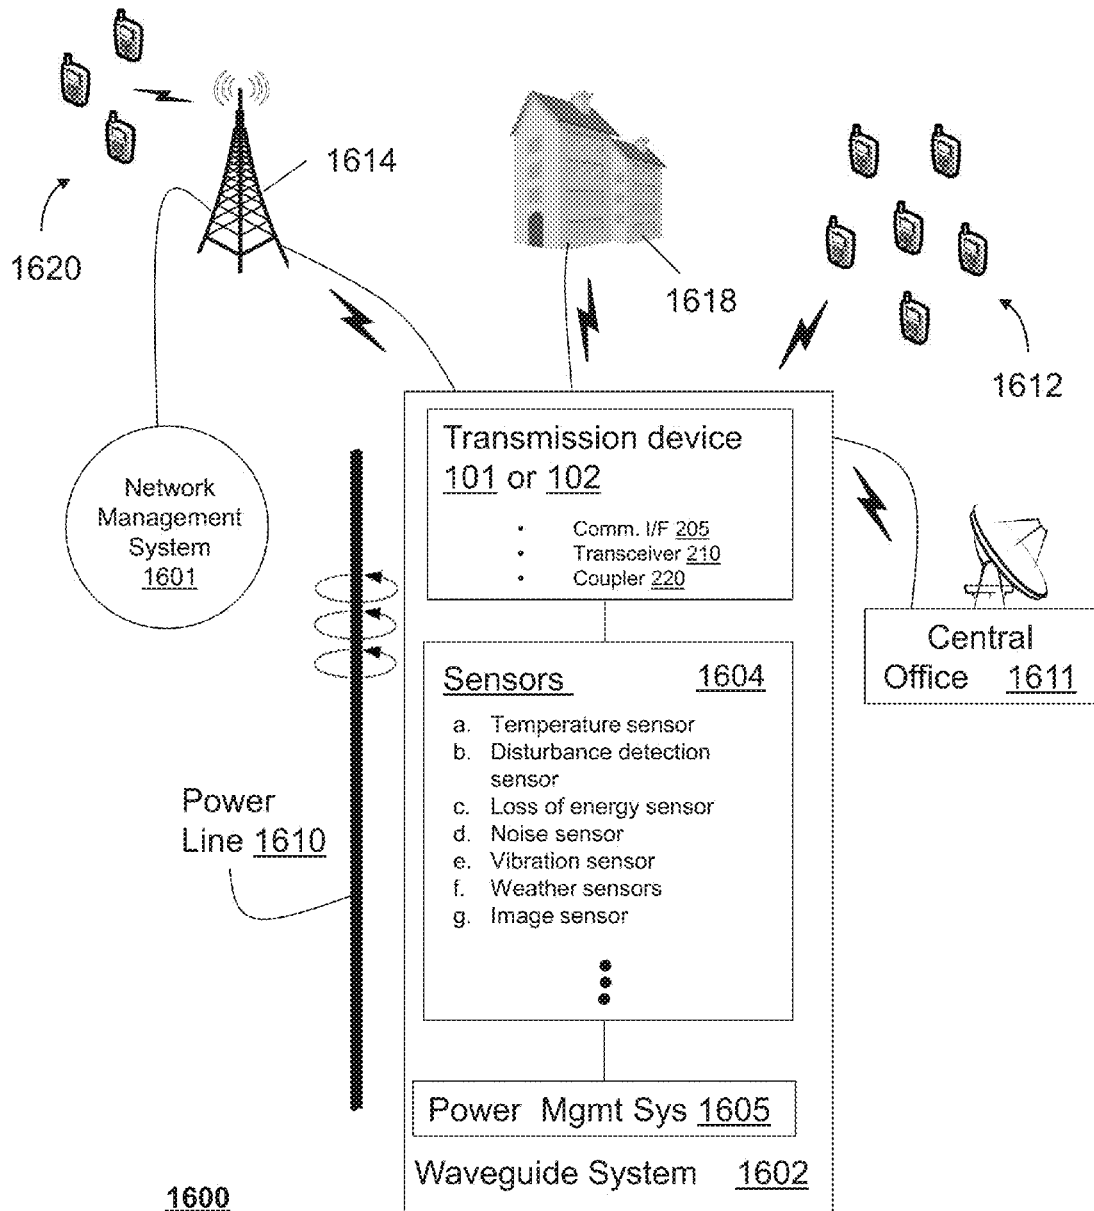 1614
1620
1618
1612
Transmission device
101 or 102
• Comm. I/F 205
• Transceiver 210
• Coupler 220
Network
Management
System
1601
Central
Office 1611
Sensors 1604
a. Temperature sensor
b. Disturbance detection
sensor
c. Loss of energy sensor
d. Noise sensor
e. Vibration sensor
f. Weather sensors
g. Image sensor
Power
Line 1610
Power Mgmt Sys 1605
Waveguide System 1602
1600